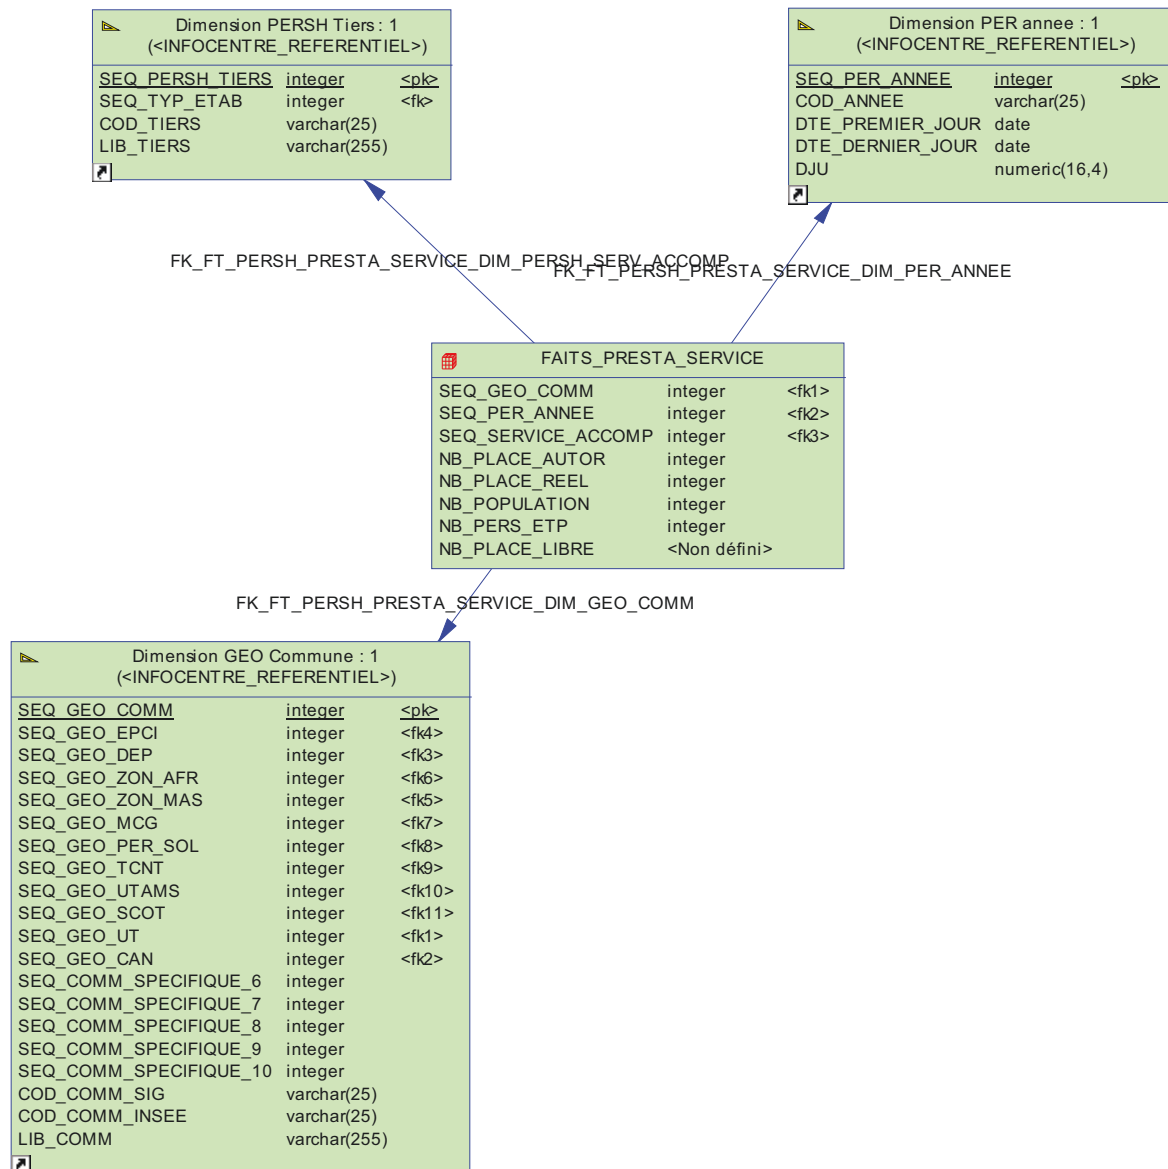 Dimension PERSH Tiers : 1
(<INFOCENTRE_REFERENTIEL>)
SEQ_PERSH_TIERS integer <pk>
SEQ_TYP_ETAB integer <fk>
COD_TIERS varchar(25)
LIB_TIERS varchar(255)
Dimension PER annee : 1
(<INFOCENTRE_REFERENTIEL>)
SEQ_PER_ANNEE integer <pk>
COD_ANNEE varchar(25)
DTE_PREMIER_JOUR date
DTE_DERNIER_JOUR date
DJU numeric(16,4)
FK_FT_PERSH_PRESTA_SERVICE_DIM_PERSH_SERV_ACCOMP
FK_FT_PERSH_PRESTA_SERVICE_DIM_PER_ANNEE
FAITS_PRESTA_SERVICE
SEQ_GEO_COMM integer <fk1>
SEQ_PER_ANNEE integer <fk2>
SEQ_SERVICE_ACCOMP integer <fk3>
NB_PLACE_AUTOR integer
NB_PLACE_REEL integer
NB_POPULATION integer
NB_PERS_ETP integer
NB_PLACE_LIBRE <Non défini>
FK_FT_PERSH_PRESTA_SERVICE_DIM_GEO_COMM
Dimension GEO Commune : 1
(<INFOCENTRE_REFERENTIEL>)
SEQ_GEO_COMM integer <pk>
SEQ_GEO_EPCI integer <fk4>
SEQ_GEO_DEP integer <fk3>
SEQ_GEO_ZON_AFR integer <fk6>
SEQ_GEO_ZON_MAS integer <fk5>
SEQ_GEO_MCG integer <fk7>
SEQ_GEO_PER_SOL integer <fk8>
SEQ_GEO_TCNT integer <fk9>
SEQ_GEO_UTAMS integer <fk10>
SEQ_GEO_SCOT integer <fk11>
SEQ_GEO_UT integer <fk1>
SEQ_GEO_CAN integer <fk2>
SEQ_COMM_SPECIFIQUE_6 integer
SEQ_COMM_SPECIFIQUE_7 integer
SEQ_COMM_SPECIFIQUE_8 integer
SEQ_COMM_SPECIFIQUE_9 integer
SEQ_COMM_SPECIFIQUE_10 integer
COD_COMM_SIG varchar(25)
COD_COMM_INSEE varchar(25)
LIB_COMM varchar(255)